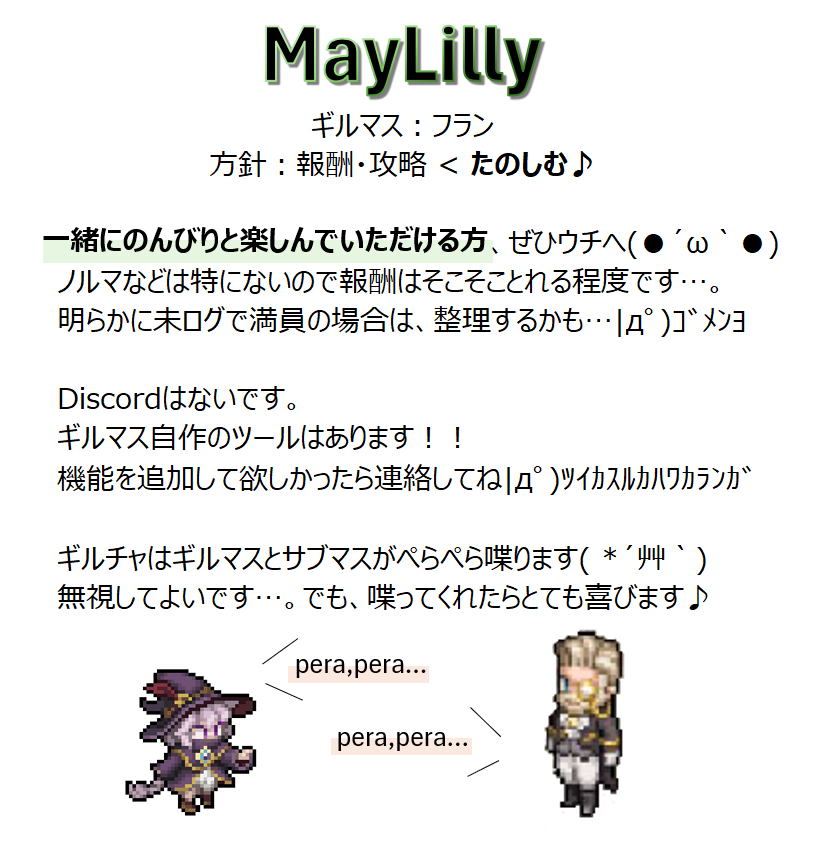 MayLilly
ギルマス：フラン
方針：報酬・攻略 < たのしむ♪
一緒にのんびりと楽しんでいただける方、ぜひウチへ(●´ω｀●)
ノルマなどは特にないので報酬はそこそことれる程度です…。
明らかに未ログで満員の場合は、整理するかも…|дﾟ)ｺﾞﾒﾝﾖ
Discordはないです。
ギルマス自作のツールはあります！！
機能を追加して欲しかったら連絡してね|дﾟ)ﾂｲｶｽﾙｶﾊﾜｶﾗﾝｶﾞ
ギルチャはギルマスとサブマスがぺらぺら喋ります( *´艸｀)
無視してよいです…。でも、喋ってくれたらとても喜びます♪
pera,pera...
pera,pera...